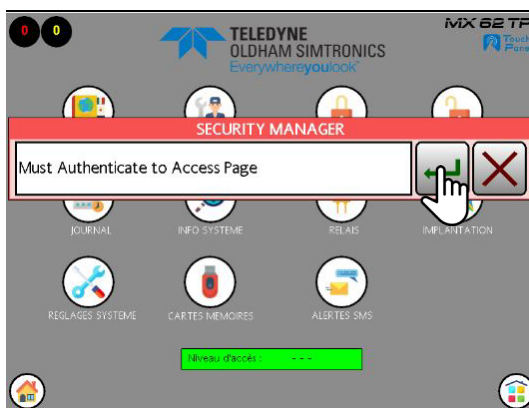 0 0
TELEDYNE
OLDHAM SIMTRONICS
Everywhereyoulook
MX 62 TP
Touch
Pane
SECURITY MANAGER
Must Authenticate to Access Page
JOURNAL
INFO SYSTEME
RELAIS
IMPLANTATION
REGLAGES SYSTEME
CARTES MEMOIRES
ALERTES SMS
Niveau d'accès : ---